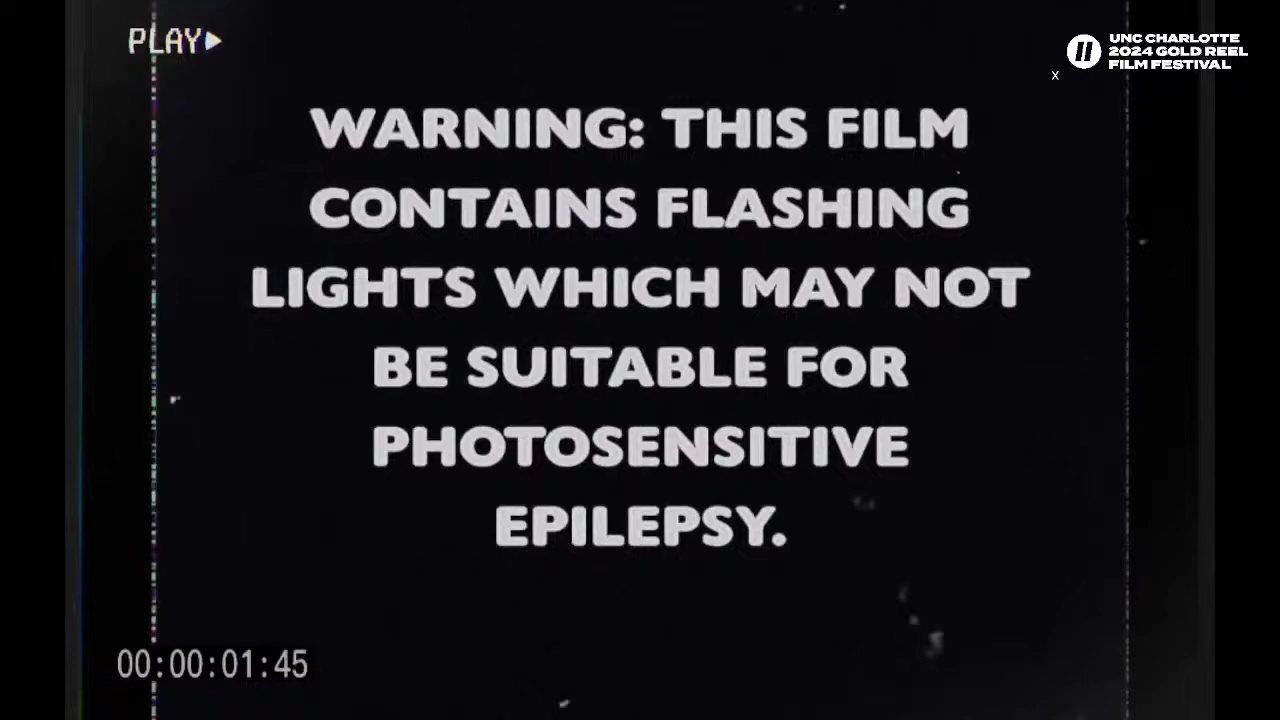 PLAY
UNC CHARLOTTE
2024 GOLD REEL
FILM FESTIVAL
x
WARNING: THIS FILM
CONTAINS FLASHING
LIGHTS WHICH MAY NOT
BE SUITABLE FOR
PHOTOSENSITIVE
EPILEPSY.
00:00:01:45